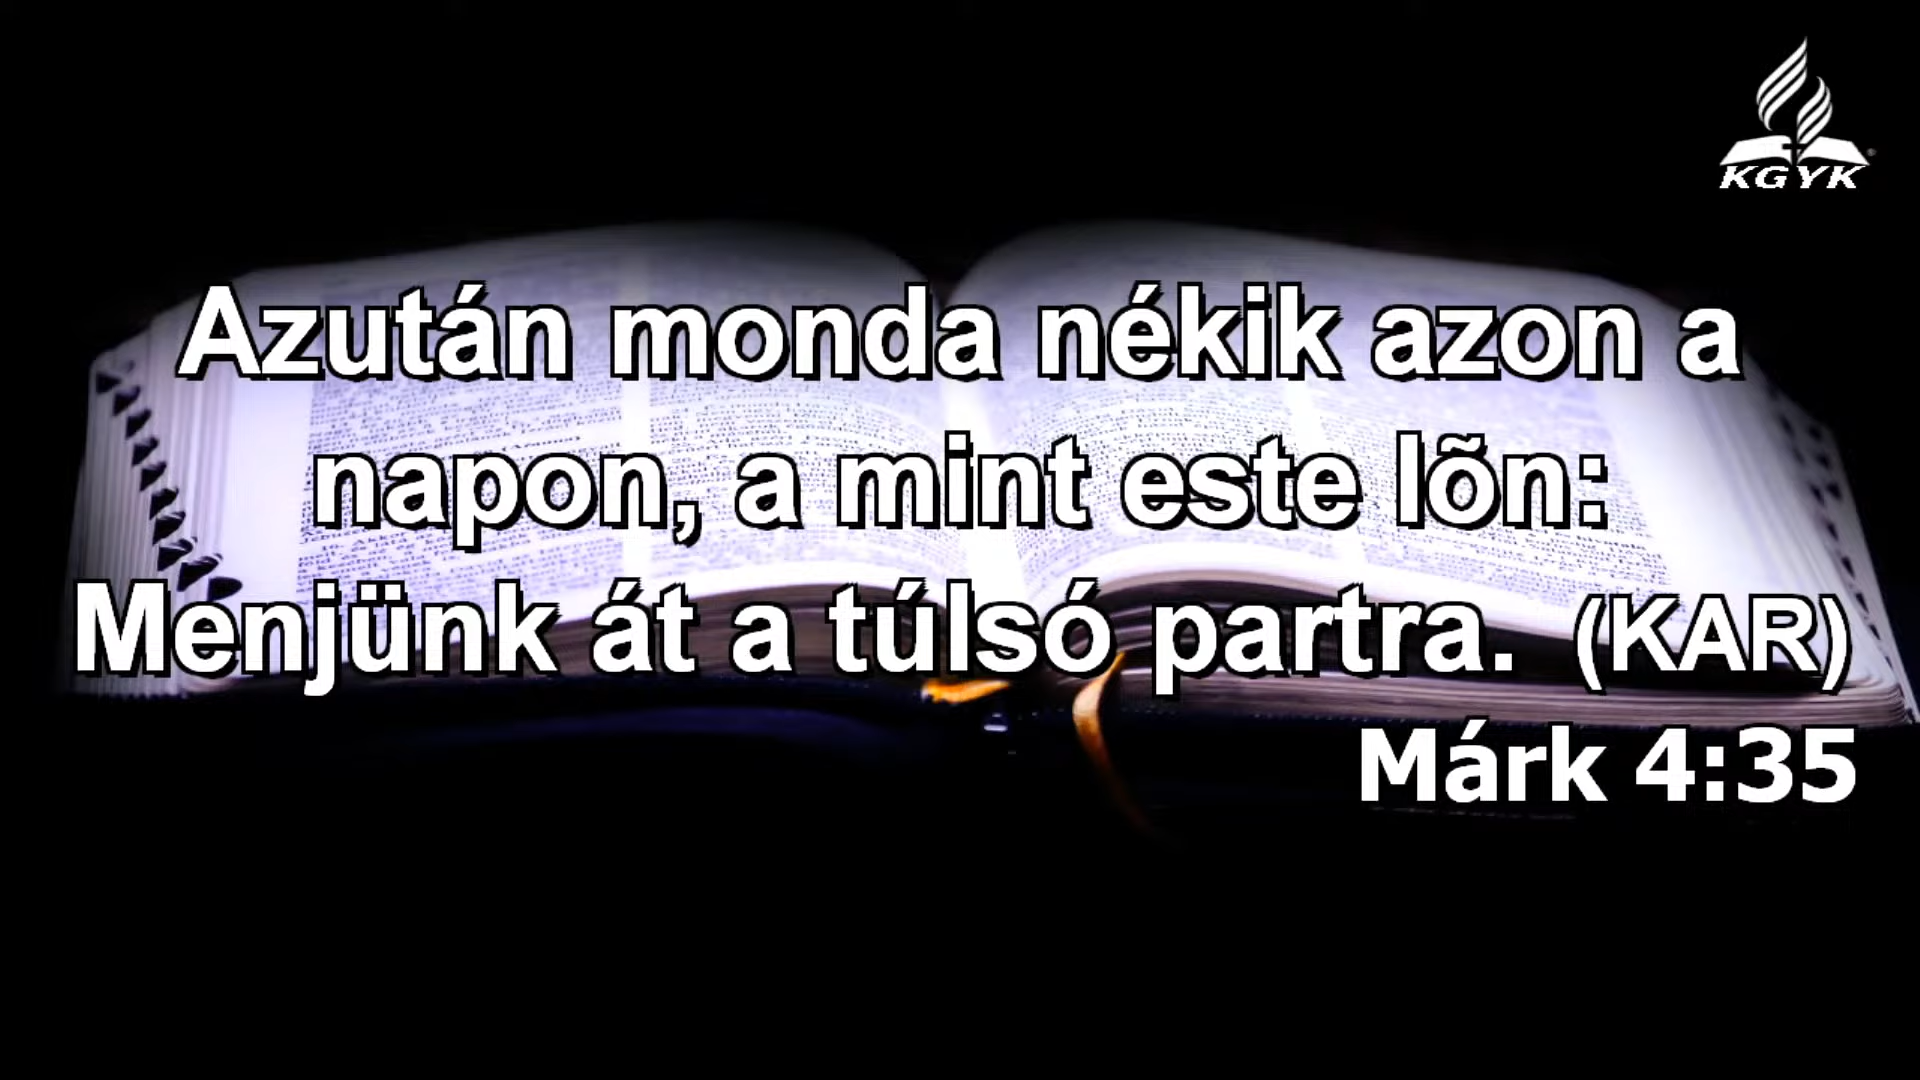 KGYK
Azután monda nékik azon a
napon, a mint este lõn:
Menjünk át a túlsó partra. (KAR)
Márk 4:35